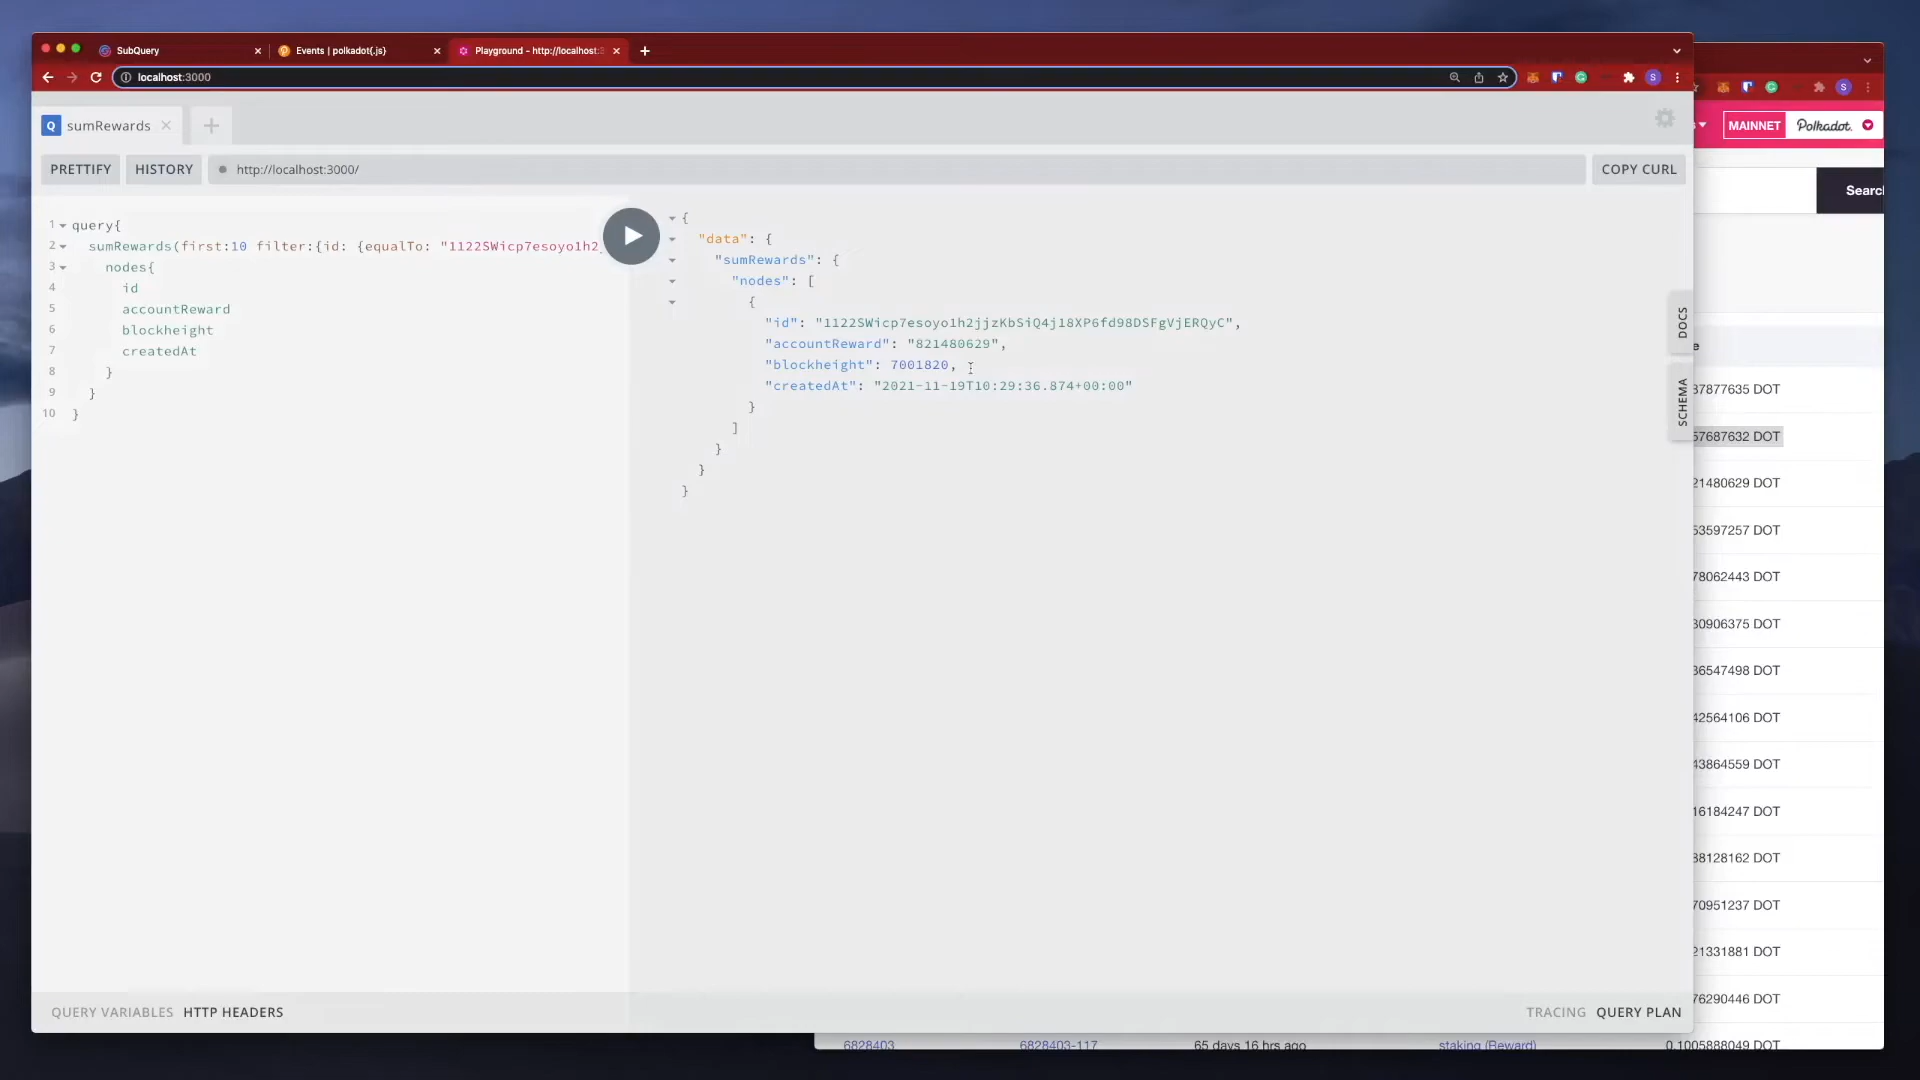 SubQuery
Events | polkadot{.js}
Playground - http://localhost:3
localhost:3000
S
S
Q sumRewards
MAINNET
Polkadot.
PRETTIFY
HISTORY
http://localhost:3000/
COPY CURL
Search
1 query{
2 sumRewards(first:10 filter:{id: {equalTo: "1122SWicp7esoyo1h2
3 nodes{
4 id
5 accountReward
6 blockheight
7 createdAt
8 }
9 }
10 }
{
"data": {
"sumRewards": {
"nodes": [
{
"id": "1122SWicp7esoyo1h2jjzKbSiQ4j18XP6fd98DSFgVjERQyC",
"accountReward": "821480629",
"blockheight": 7001820,
"createdAt": "2021-11-19T10:29:36.874+00:00"
}
]
}
}
}
DOCS
SCHEMA
e
37877635 DOT
57687632 DOT
21480629 DOT
53597257 DOT
78062443 DOT
30906375 DOT
36547498 DOT
42564106 DOT
43864559 DOT
16184247 DOT
38128162 DOT
70951237 DOT
21331881 DOT
76290446 DOT
QUERY VARIABLES
HTTP HEADERS
TRACING
QUERY PLAN
6828403
6828403-117
65 days 16 hrs ago
staking (Reward)
0.1005888049 DOT